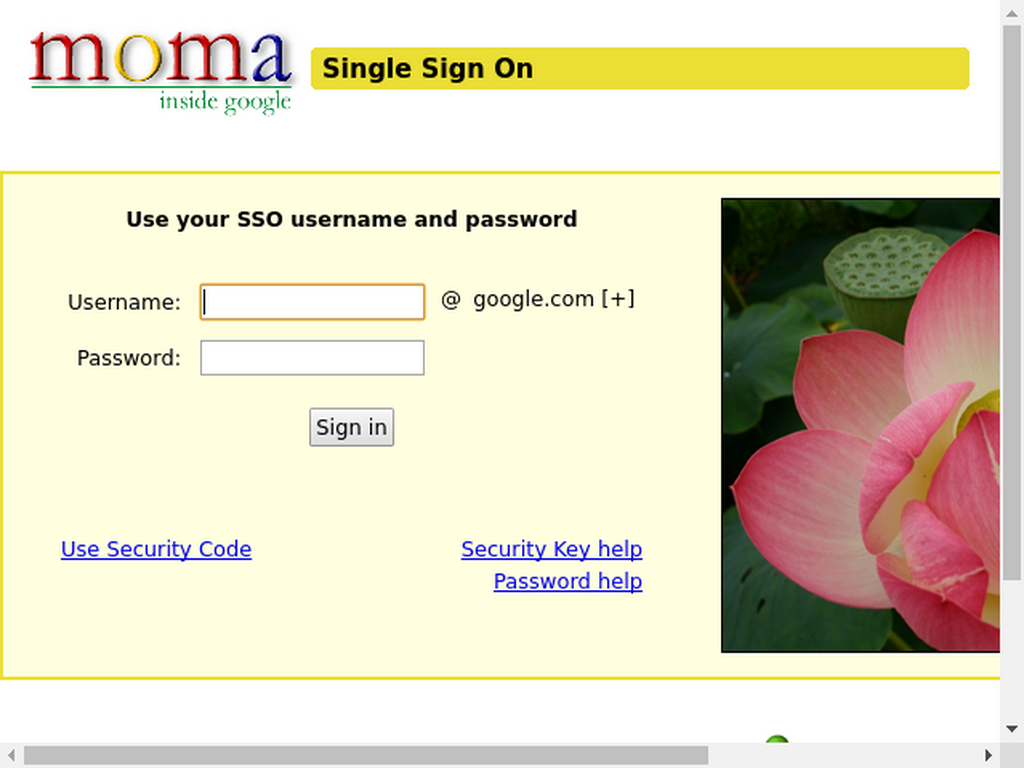 moma
inside google
Single Sign On
Use your SSO username and password
Username: @ google.com [+]
Password:
Sign in
Use Security Code
Security Key help
Password help